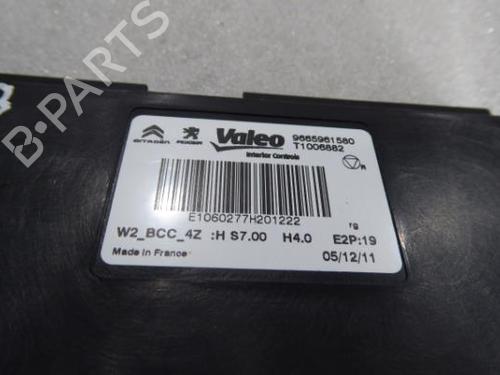 CITROËN PEUGEOT Valeo 9665961580
Interior Controls T1006882
E1060277H201222
W2_BCC_4Z :H S7.00 H4.0 E2P:19
Made in France 05/12/11
B-PARTS